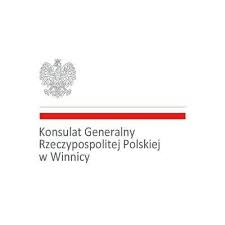 Konsulat Generalny
Rzeczypospolitej Polskiej
w Winnicy